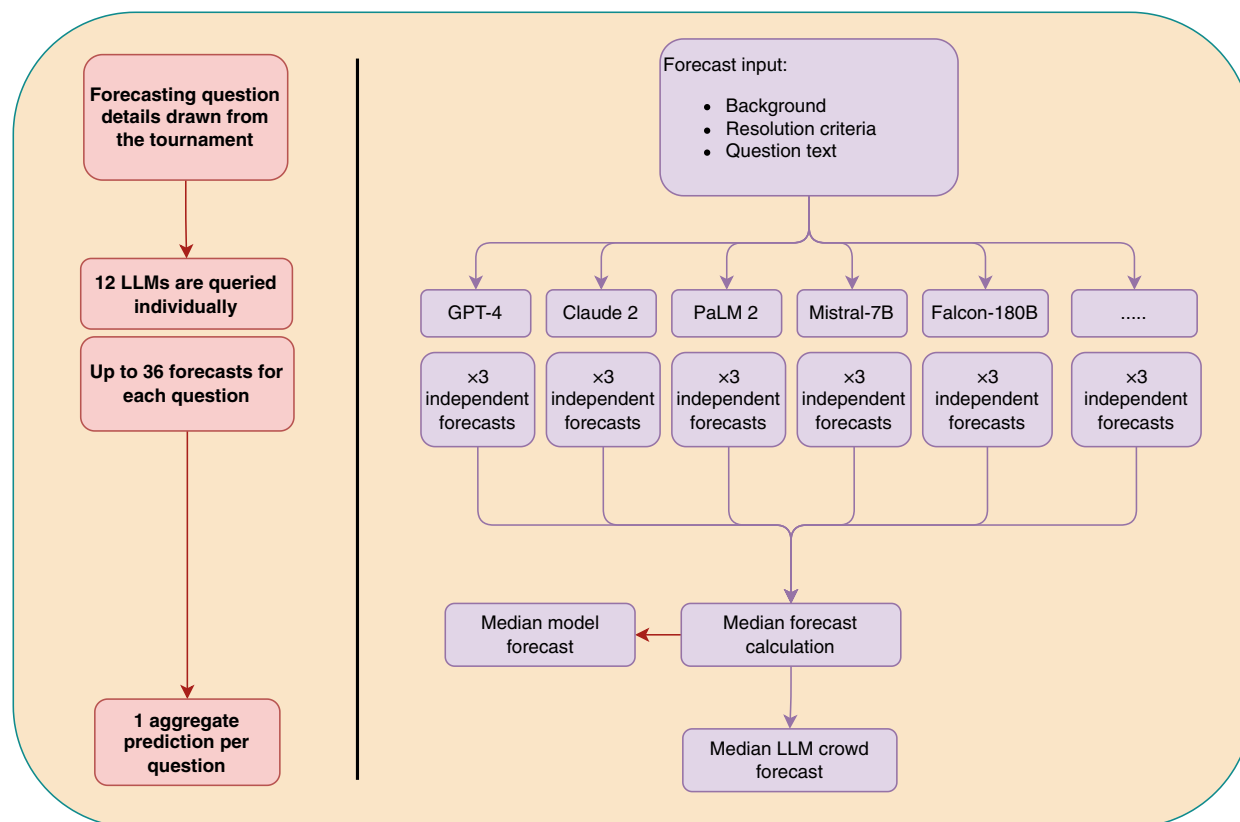 Forecasting question
details drawn from
the tournament
12 LLMs are queried
individually
Up to 36 forecasts for
each question
1 aggregate
prediction per
question
Forecast input:
• Background
• Resolution criteria
• Question text
GPT-4
Claude 2
PaLM 2
Mistral-7B
Falcon-180B
.....
×3
independent
forecasts
×3
independent
forecasts
×3
independent
forecasts
×3
independent
forecasts
×3
independent
forecasts
×3
independent
forecasts
Median model
forecast
Median forecast
calculation
Median LLM crowd
forecast